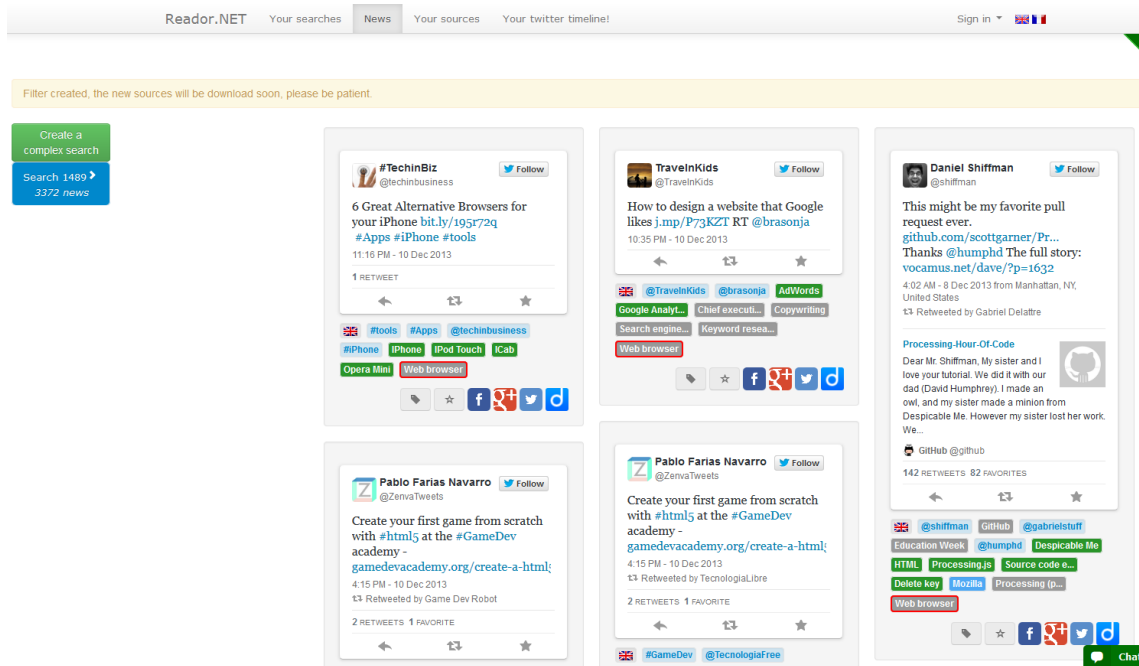 Reador.NET Your searches News Your sources Your twitter timeline! Sign in
Filter created, the new sources will be download soon, please be patient.
Create a
complex search
Search 1489
3372 news
#TechinBiz
Follow
@techinbusiness
6 Great Alternative Browsers for
your iPhone bit.ly/195r72q
#Apps #iPhone #tools
11:16 PM - 10 Dec 2013
1 RETWEET
#tools #Apps @techinbusiness
#iPhone IPhone IPod Touch ICab
Opera Mini Web browser
Pablo Farias Navarro
Follow
@ZenvaTweets
Create your first game from scratch
with #html5 at the #GameDev
academy -
gamedevacademy.org/create-a-html5
4:15 PM - 10 Dec 2013
Retweeted by Game Dev Robot
2 RETWEETS 1 FAVORITE
TravelnKids
Follow
@TravelnKids
How to design a website that Google
likes j.mp/P73KZT RT @brasonja
10:35 PM - 10 Dec 2013
@TravelnKids @brasonja AdWords
Google Analyt... Chief executi... Copywriting
Search engine... Keyword resea...
Web browser
Pablo Farias Navarro
Follow
@ZenvaTweets
Create your first game from scratch
with #html5 at the #GameDev
academy -
gamedevacademy.org/create-a-html5
4:15 PM - 10 Dec 2013
Retweeted by TecnologiaLibre
2 RETWEETS 1 FAVORITE
#GameDev @TecnologiaFree
Daniel Shiffman
Follow
@shiffman
This might be my favorite pull
request ever.
github.com/scottgarner/Pr...
Thanks @humphd The full story:
vocamus.net/dave/?p=1632
4:02 AM - 8 Dec 2013 from Manhattan, NY,
United States
Retweeted by Gabriel Delattre
Processing-Hour-Of-Code
Dear Mr. Shiffman, My sister and I
love your tutorial. We did it with our
dad (David Humphrey). I made an
owl, and my sister made a minion from
Despicable Me. However my sister lost her work.
We...
GitHub @github
142 RETWEETS 82 FAVORITES
@shiffman GitHub @gabrielstuff
Education Week @humphd Despicable Me
HTML Processing.js Source code e...
Delete key Mozilla Processing (p...
Web browser
Chat